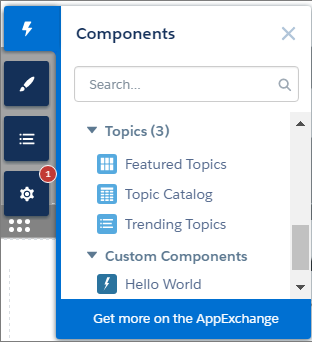 Components
Search...
Topics (3)
Featured Topics
Topic Catalog
Trending Topics
1
Custom Components
Hello World
Get more on the AppExchange